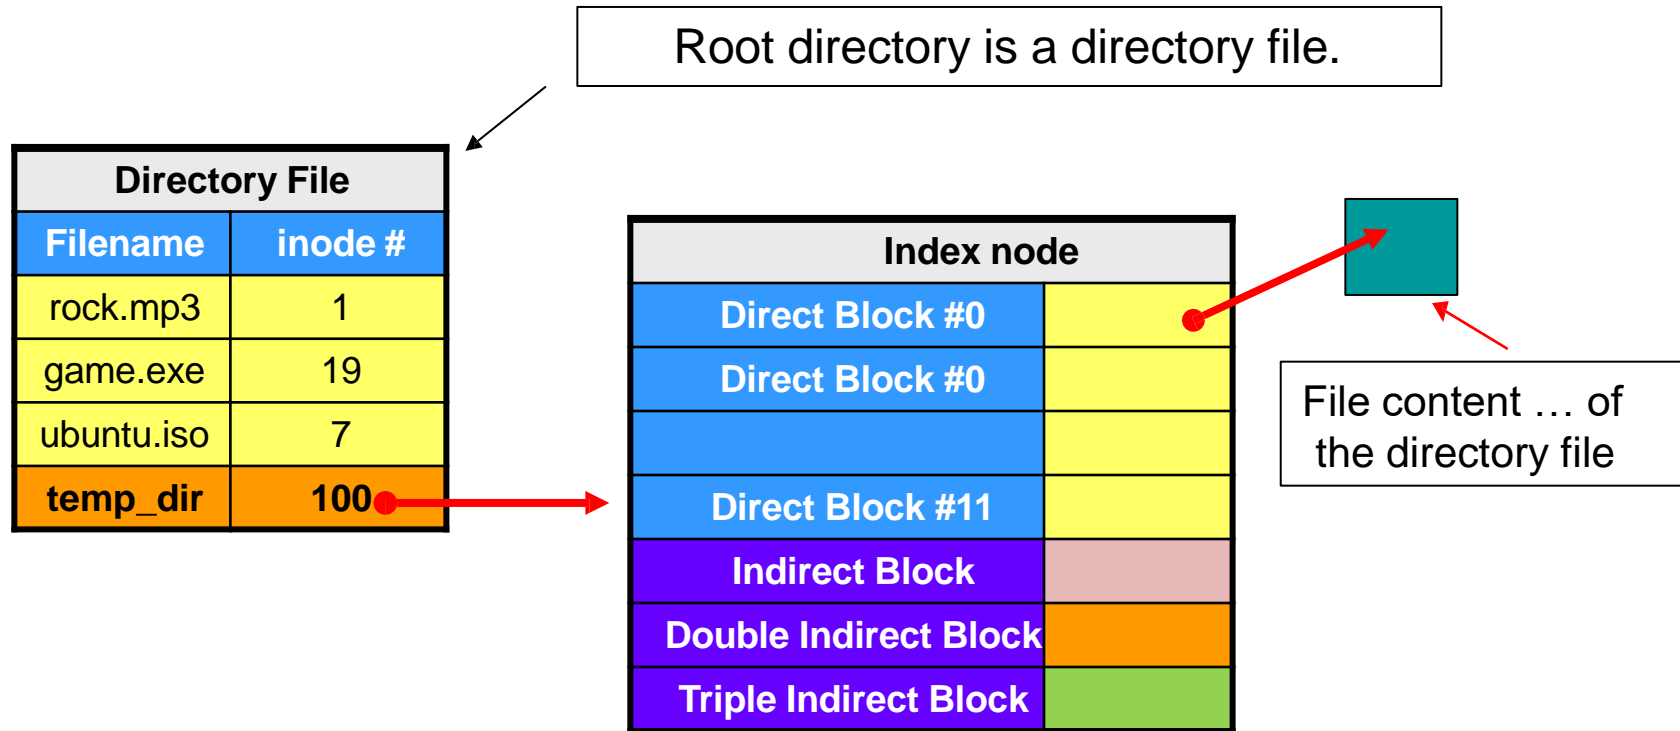 Root directory is a directory file.
Directory File
Filename inode #
rock.mp3 1
game.exe 19
ubuntu.iso 7
temp_dir 100
Index node
Direct Block #0
Direct Block #0
Direct Block #11
Indirect Block
Double Indirect Block
Triple Indirect Block
File content … of
the directory file